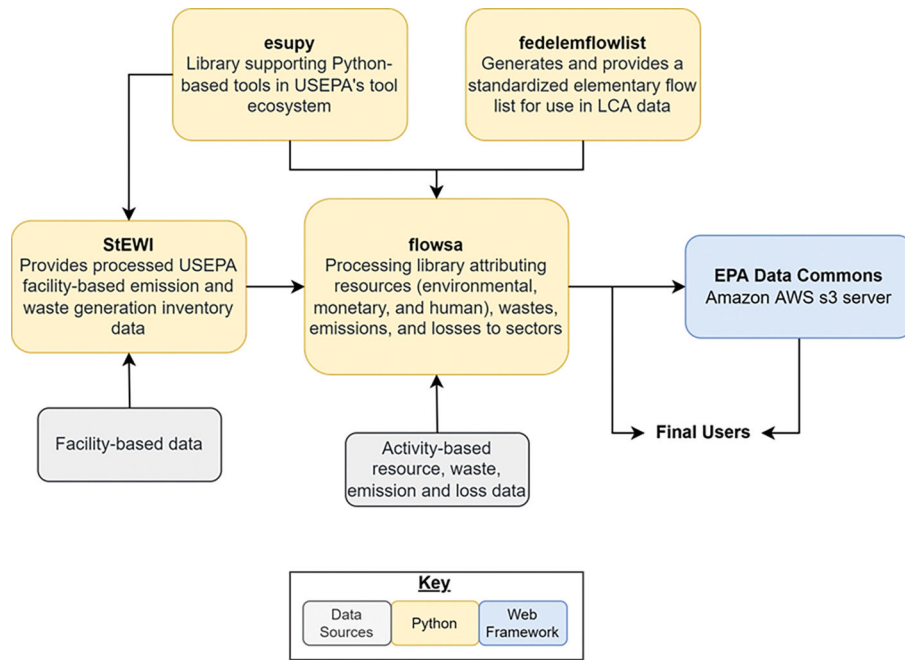 esupy
Library supporting Python-
based tools in USEPA's tool
ecosystem
fedelemflowlist
Generates and provides a
standardized elementary flow
list for use in LCA data
StEWI
Provides processed USEPA
facility-based emission and
waste generation inventory
data
flowsa
Processing library attributing
resources (environmental,
monetary, and human), wastes,
emissions, and losses to sectors
EPA Data Commons
Amazon AWS s3 server
Facility-based data
Activity-based
resource, waste,
emission and loss data
Final Users
Key
Data
Sources
Python
Web
Framework